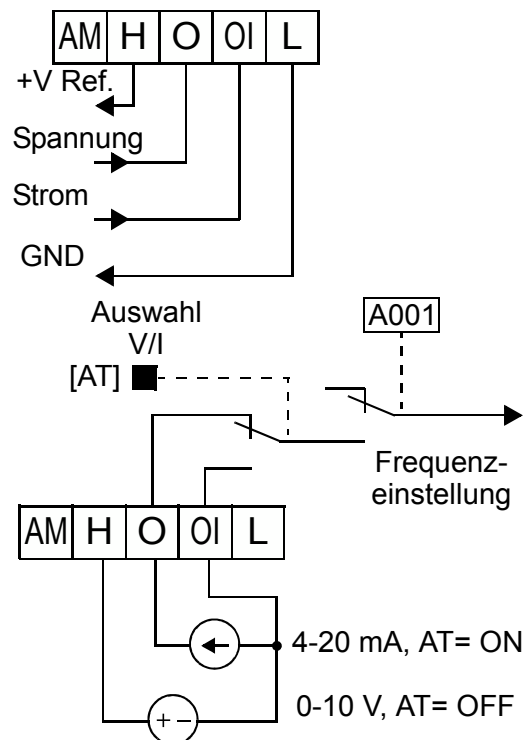 AM H O OI L
+V Ref.
Spannung
Strom
GND
Auswahl
V/I
[AT]
A001
Frequenz-
einstellung
AM H O OI L
4-20 mA, AT= ON
+ –
0-10 V, AT= OFF